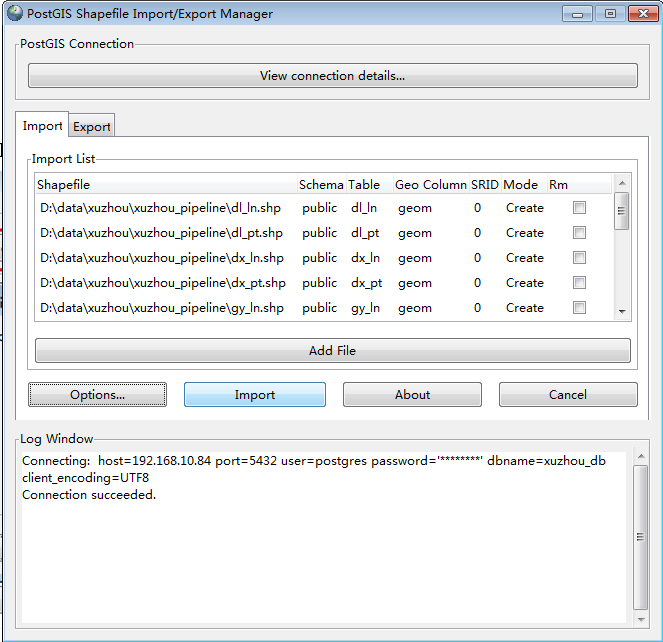 PostGIS Shapefile Import/Export Manager
PostGIS Connection
View connection details...
Import Export
Import List
Shapefile Schema Table Geo Column SRID Mode Rm
D:\data\xuzhou\xuzhou_pipeline\dl_ln.shp public dl_ln geom 0 Create
D:\data\xuzhou\xuzhou_pipeline\dl_pt.shp public dl_pt geom 0 Create
D:\data\xuzhou\xuzhou_pipeline\dx_ln.shp public dx_ln geom 0 Create
D:\data\xuzhou\xuzhou_pipeline\dx_pt.shp public dx_pt geom 0 Create
D:\data\xuzhou\xuzhou_pipeline\gy_ln.shp public gy_ln geom 0 Create
Add File
Options... Import About Cancel
Log Window
Connecting:  host=192.168.10.84 port=5432 user=postgres password='********' dbname=xuzhou_db
client_encoding=UTF8
Connection succeeded.